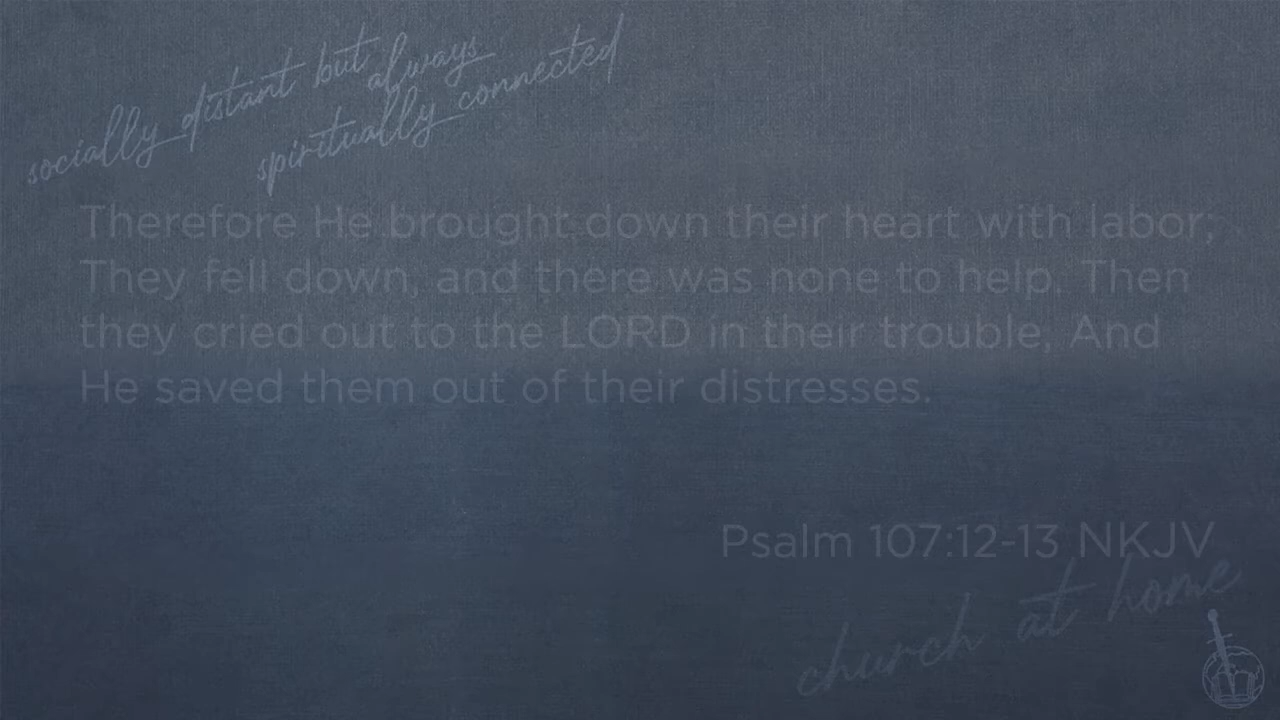 socially distant but always
spiritually connected
Therefore He brought down their heart with labor;
They fell down, and there was none to help. Then
they cried out to the LORD in their trouble, And
He saved them out of their distresses.
Psalm 107:12-13 NKJV
church at home